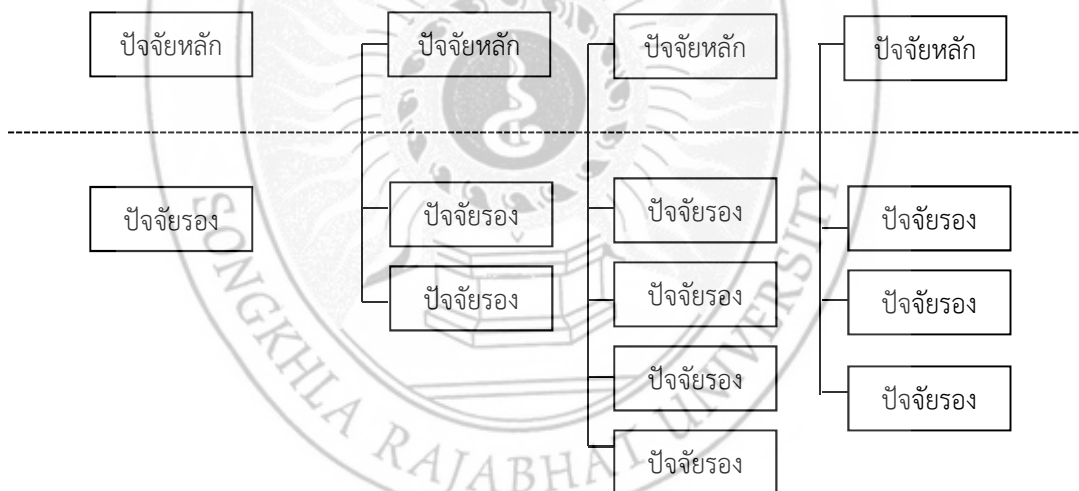 ปัจจัยหลัก ปัจจัยหลัก ปัจจัยหลัก ปัจจัยหลัก
ปัจจัยรอง ปัจจัยรอง ปัจจัยรอง ปัจจัยรอง
ปัจจัยรอง ปัจจัยรอง ปัจจัยรอง
ปัจจัยรอง ปัจจัยรอง
ปัจจัยรอง
SONGKHLA RAJABHAT UNIVERSITY